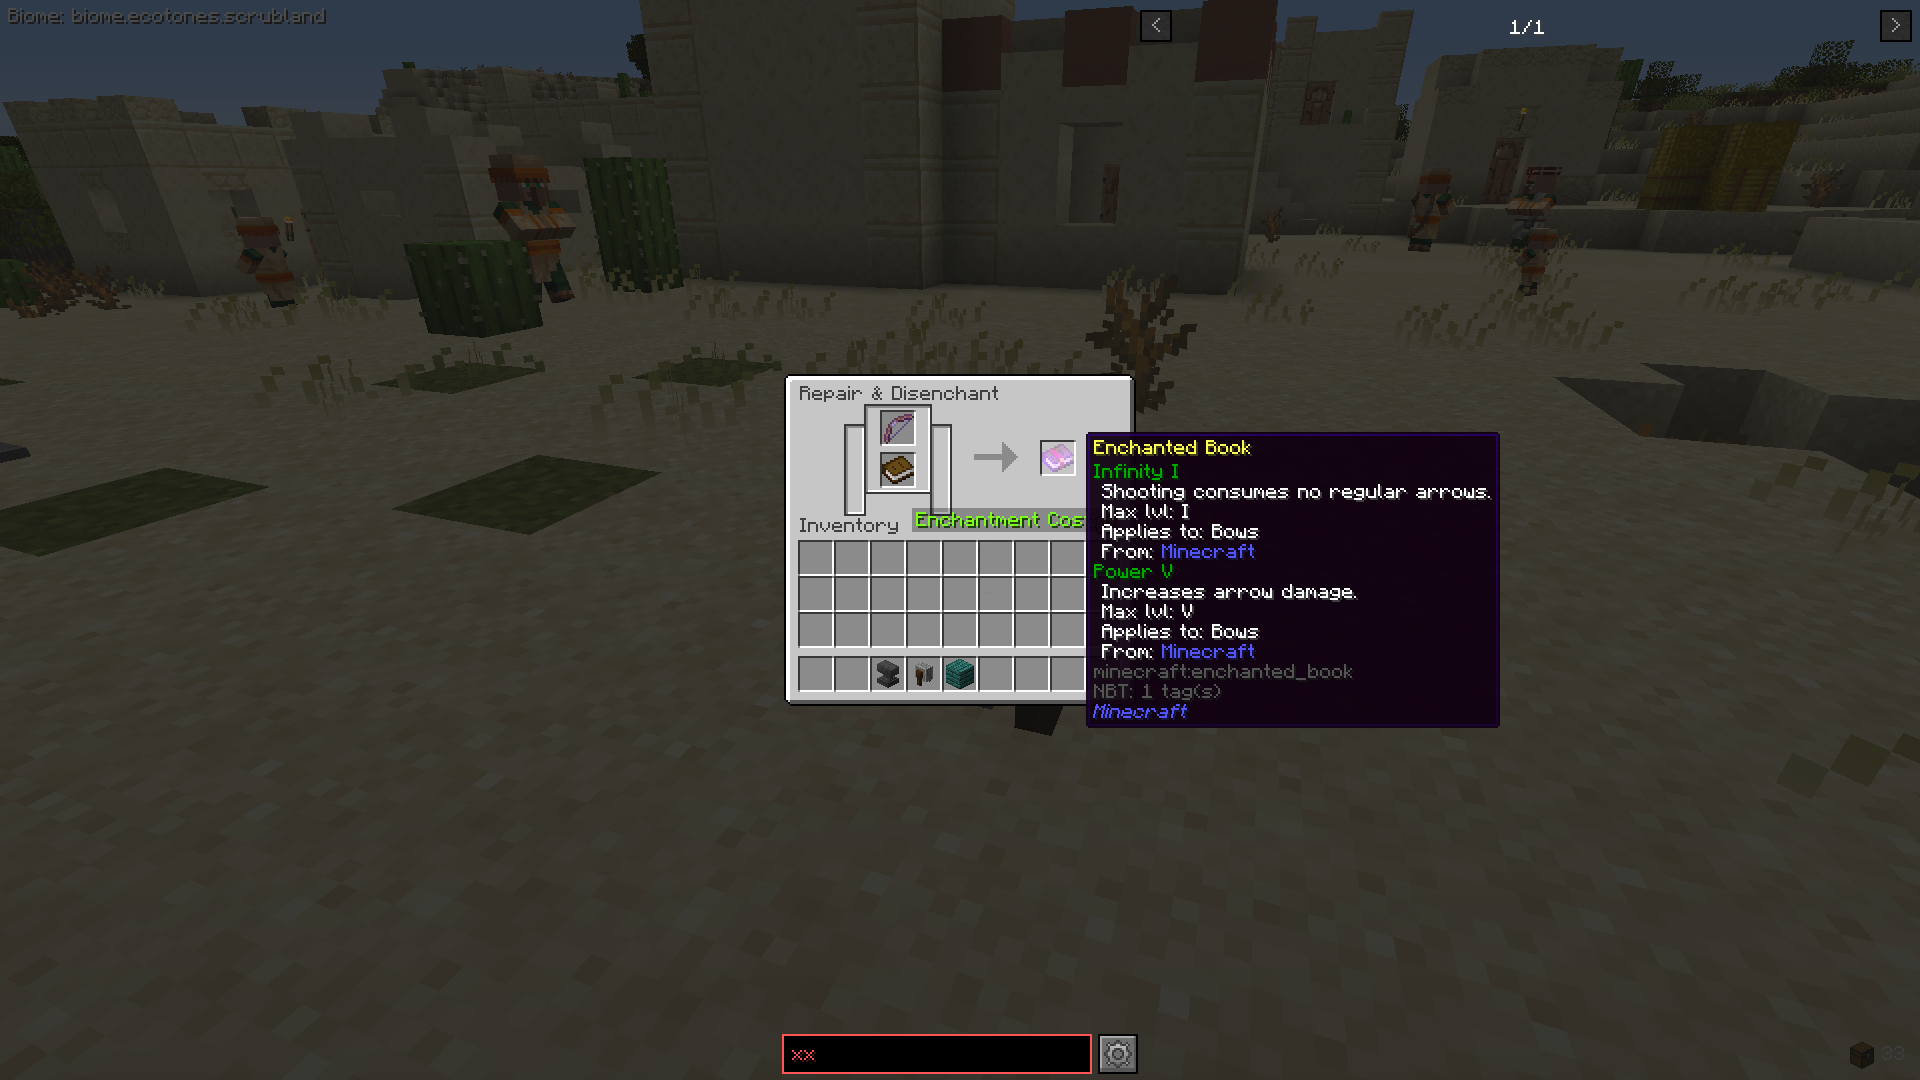 Biome: biome.ecotones.scrubland
1/1
Repair & Disenchant
Inventory
Enchantment Cos
Enchanted Book
Infinity I
Shooting consumes no regular arrows.
Max lvl: I
Applies to: Bows
From: Minecraft
Power V
Increases arrow damage.
Max lvl: V
Applies to: Bows
From: Minecraft
minecraft:enchanted_book
NBT: 1 tag(s)
Minecraft
xx
33